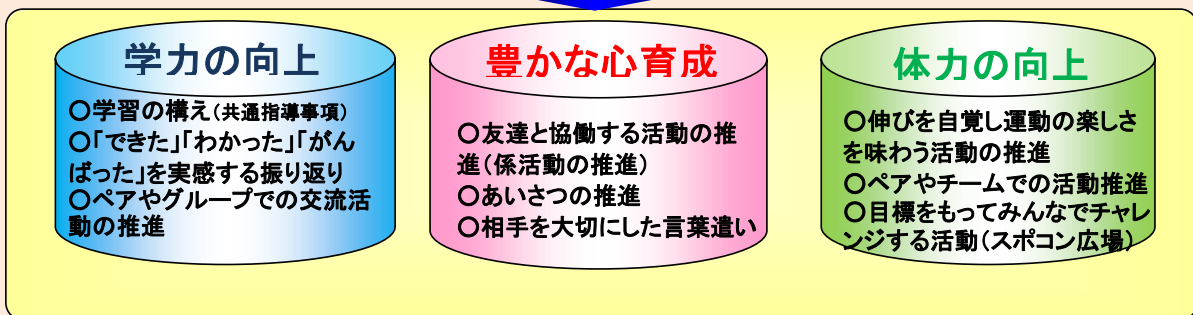 学力の向上
〇学習の構え(共通指導事項)
〇「できた」「わかった」「がん
ばった」を実感する振り返り
〇ペアやグループでの交流活
動の推進
豊かな心育成
〇友達と協働する活動の推
進(係活動の推進)
〇あいさつの推進
〇相手を大切にした言葉遣い
体力の向上
〇伸びを自覚し運動の楽しさ
を味わう活動の推進
〇ペアやチームでの活動推進
〇目標をもってみんなでチャレ
ンジする活動(スポコン広場)